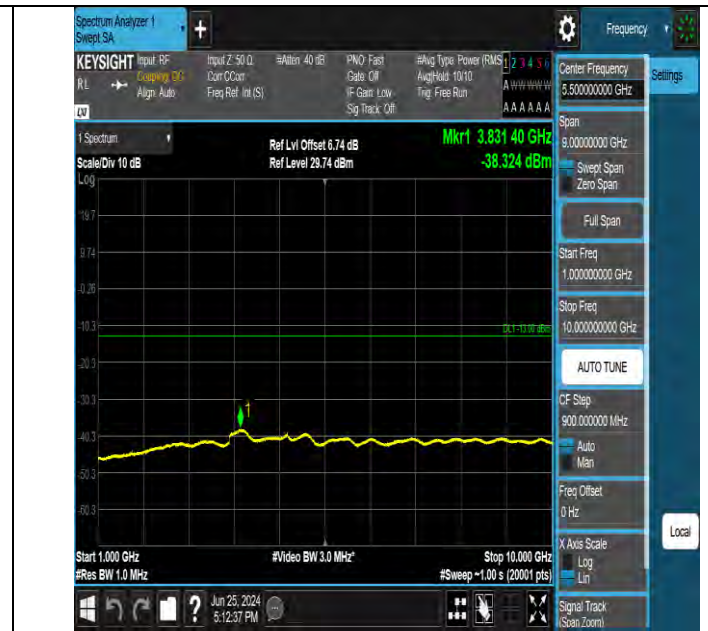 Spectrum Analyzer 1
Swept SA
+
Frequency
KEYSIGHT
Input: RF
Input Z: 50 Ω
#Atten: 40 dB
PNO: Fast
#Avg Type: Power (RMS
1 2 3 4 5 6
RL
Coupling: DC
Corr CCorr
Gate: Off
Avg|Hold: 10/10
A W W W W W
Align: Auto
Freq Ref: Int (S)
IF Gain: Low
Trig: Free Run
Sig Track: Off
A A A A A A
LXI
1 Spectrum
Ref Lvl Offset 6.74 dB
Mkr1 3.831 40 GHz
Scale/Div 10 dB
Ref Level 29.74 dBm
-38.324 dBm
Log
19.7
9.74
-0.26
-10.3
DL1 -13.00 dBm
-20.3
-30.3
1
-40.3
-50.3
-60.3
Start 1.000 GHz
#Video BW 3.0 MHz*
Stop 10.000 GHz
#Res BW 1.0 MHz
#Sweep ~1.00 s (20001 pts)
?
Jun 25, 2024
5:12:37 PM
Center Frequency
5.500000000 GHz
Settings
Span
9.00000000 GHz
Swept Span
Zero Span
Full Span
Start Freq
1.000000000 GHz
Stop Freq
10.000000000 GHz
AUTO TUNE
CF Step
900.000000 MHz
Auto
Man
Freq Offset
0 Hz
X Axis Scale
Log
Lin
Local
Signal Track
(Span Zoom)